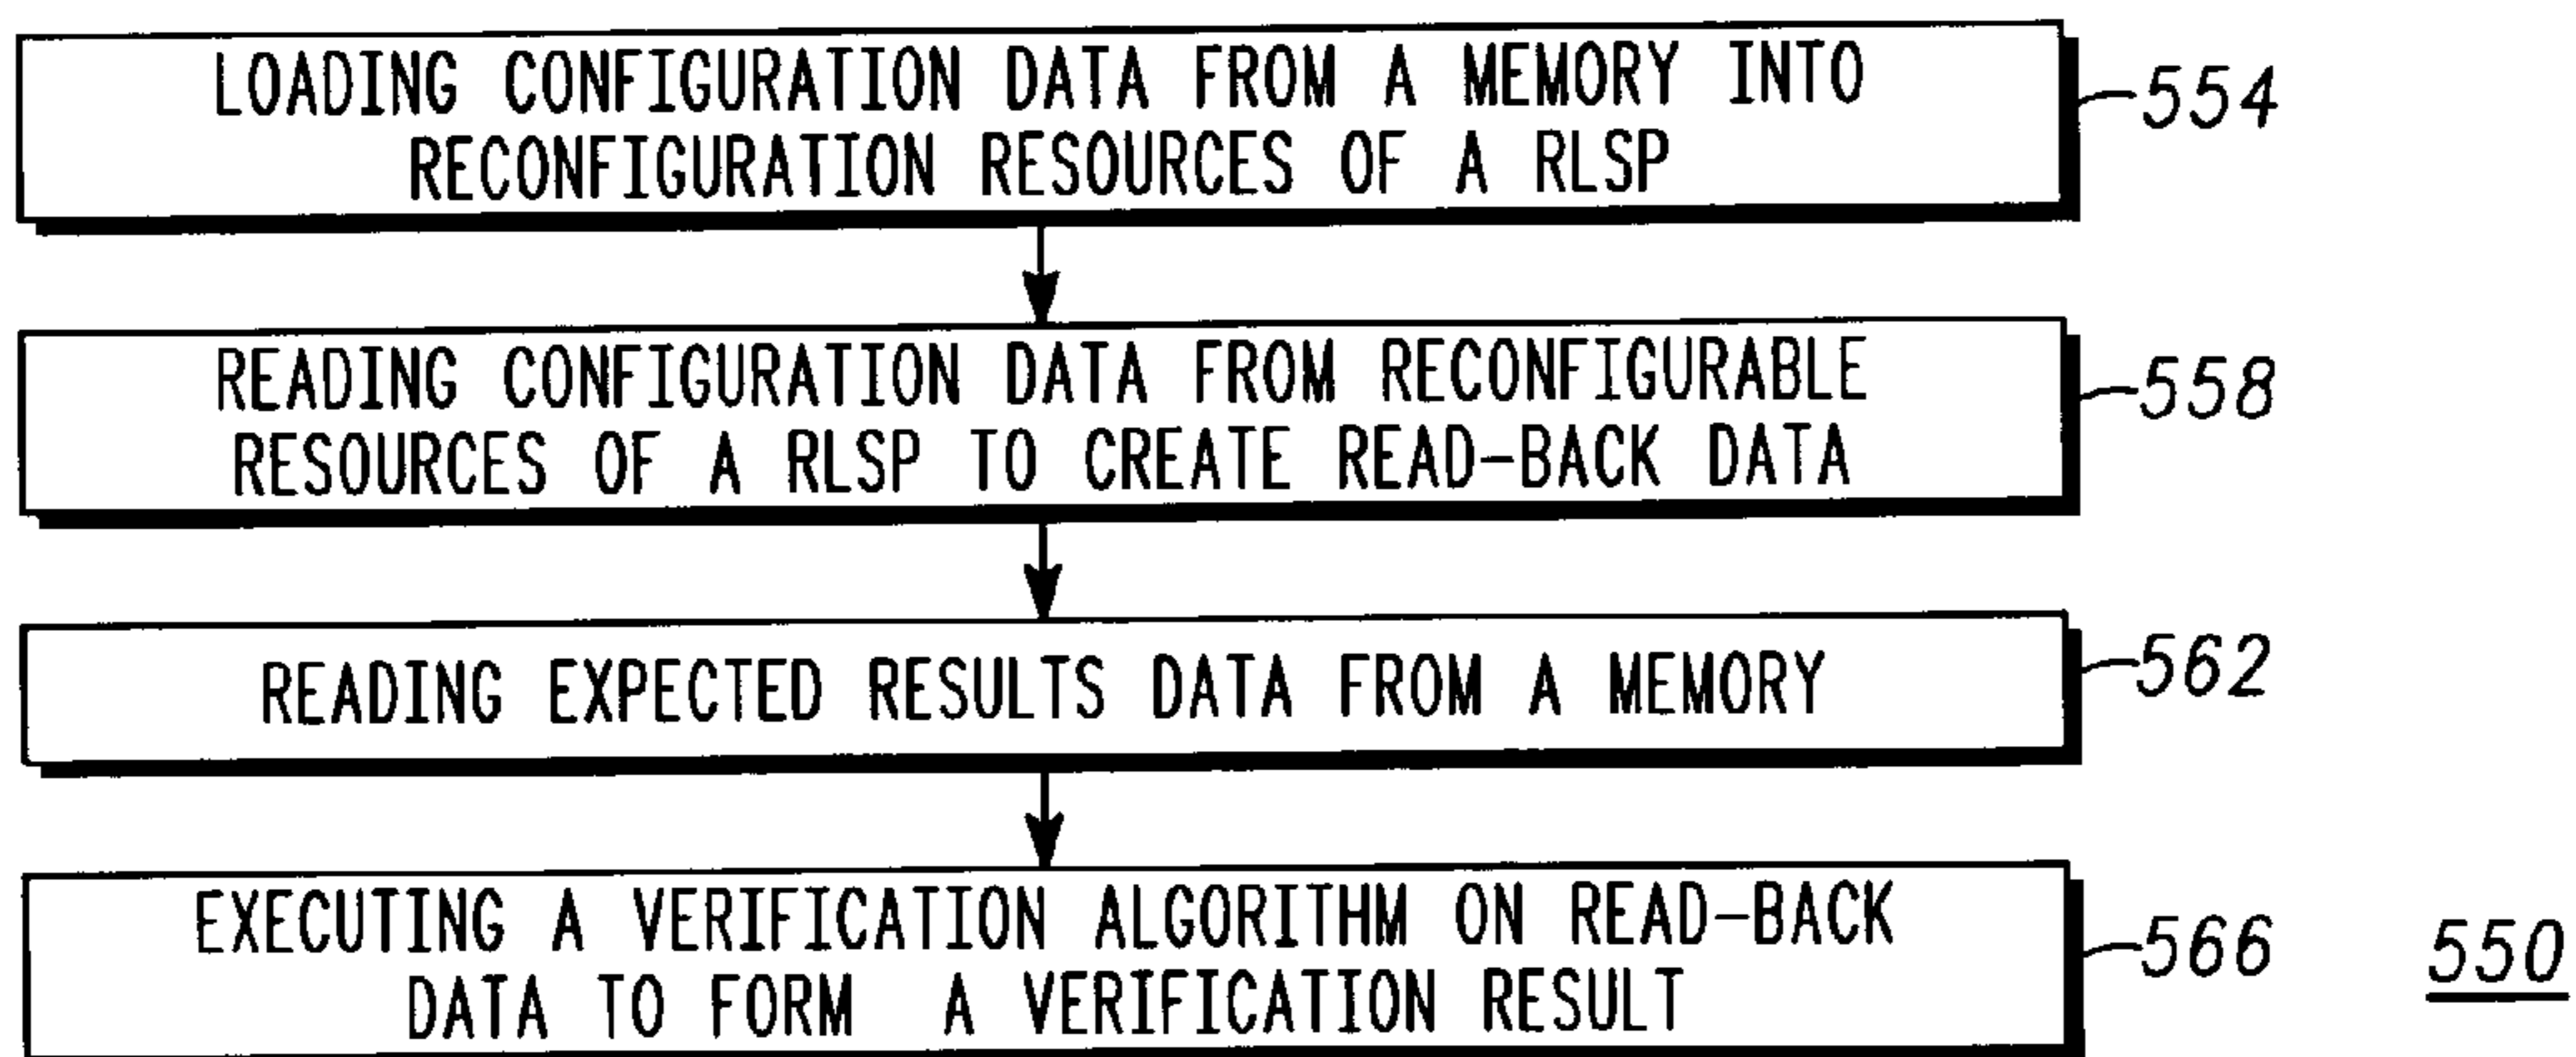 LOADING CONFIGURATION DATA FROM A MEMORY INTO
RECONFIGURATION RESOURCES OF A RLSP
554
READING CONFIGURATION DATA FROM RECONFIGURABLE
RESOURCES OF A RLSP TO CREATE READ-BACK DATA
558
READING EXPECTED RESULTS DATA FROM A MEMORY
562
EXECUTING A VERIFICATION ALGORITHM ON READ-BACK
DATA TO FORM A VERIFICATION RESULT
566
550